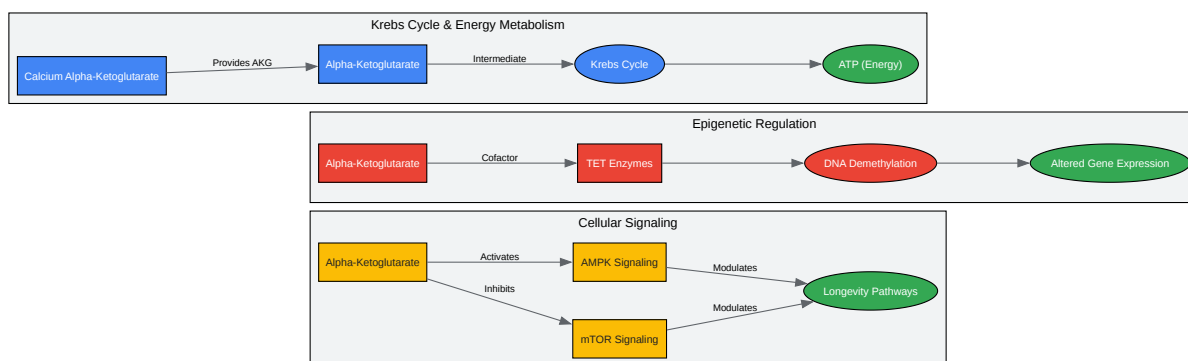 Krebs Cycle & Energy Metabolism
Calcium Alpha-Ketoglutarate
Provides AKG
Alpha-Ketoglutarate
Intermediate
Krebs Cycle
ATP (Energy)
Epigenetic Regulation
Alpha-Ketoglutarate
Cofactor
TET Enzymes
DNA Demethylation
Altered Gene Expression
Cellular Signaling
Alpha-Ketoglutarate
Activates
AMPK Signaling
Modulates
Inhibits
mTOR Signaling
Modulates
Longevity Pathways